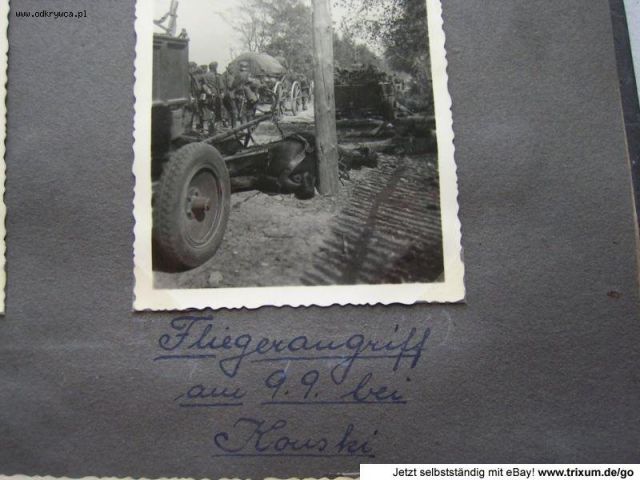 www.odkrywca.pl
Fliegerangriff
am 9.9. bei
Konski
Jetzt selbstständig mit eBay! www.trixum.de/go